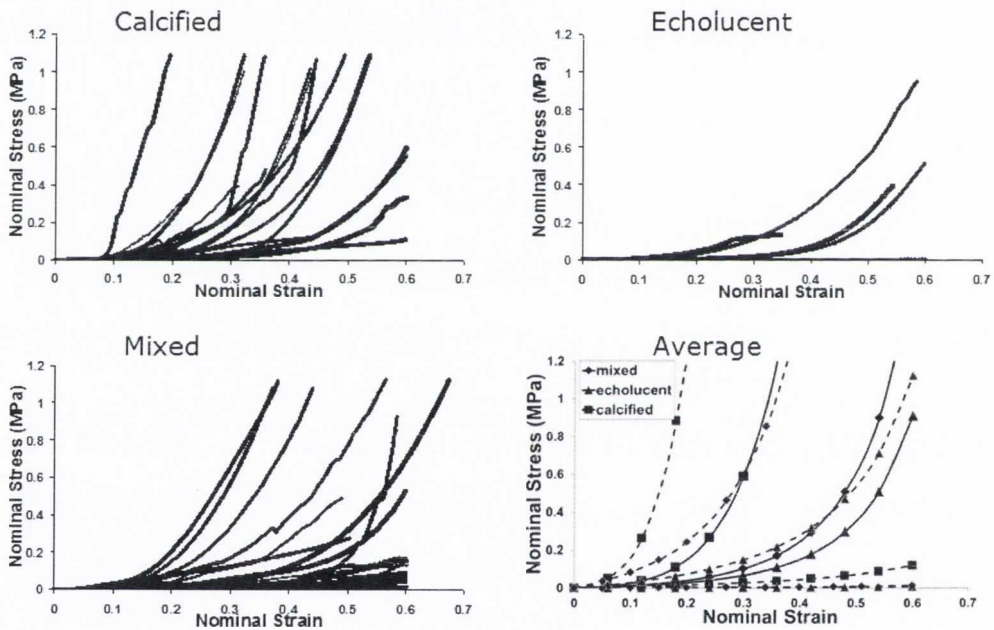 Calcified
Nominal Stress (MPa)
1.2
1
0.8
0.6
0.4
0.2
0
0 0.1 0.2 0.3 0.4 0.5 0.6 0.7
Nominal Strain
Echolucent
Nominal Stress (MPa)
1.2
1
0.8
0.6
0.4
0.2
0
0 0.1 0.2 0.3 0.4 0.5 0.6 0.7
Nominal Strain
Mixed
Nominal Stress (MPa)
1.2
1
0.8
0.6
0.4
0.2
0
0 0.1 0.2 0.3 0.4 0.5 0.6 0.7
Nominal Strain
Average
Nominal Stress (MPa)
1.2
1
0.8
0.6
0.4
0.2
0
mixed
echolucent
calcified
0 0.1 0.2 0.3 0.4 0.5 0.6 0.7
Nominal Strain